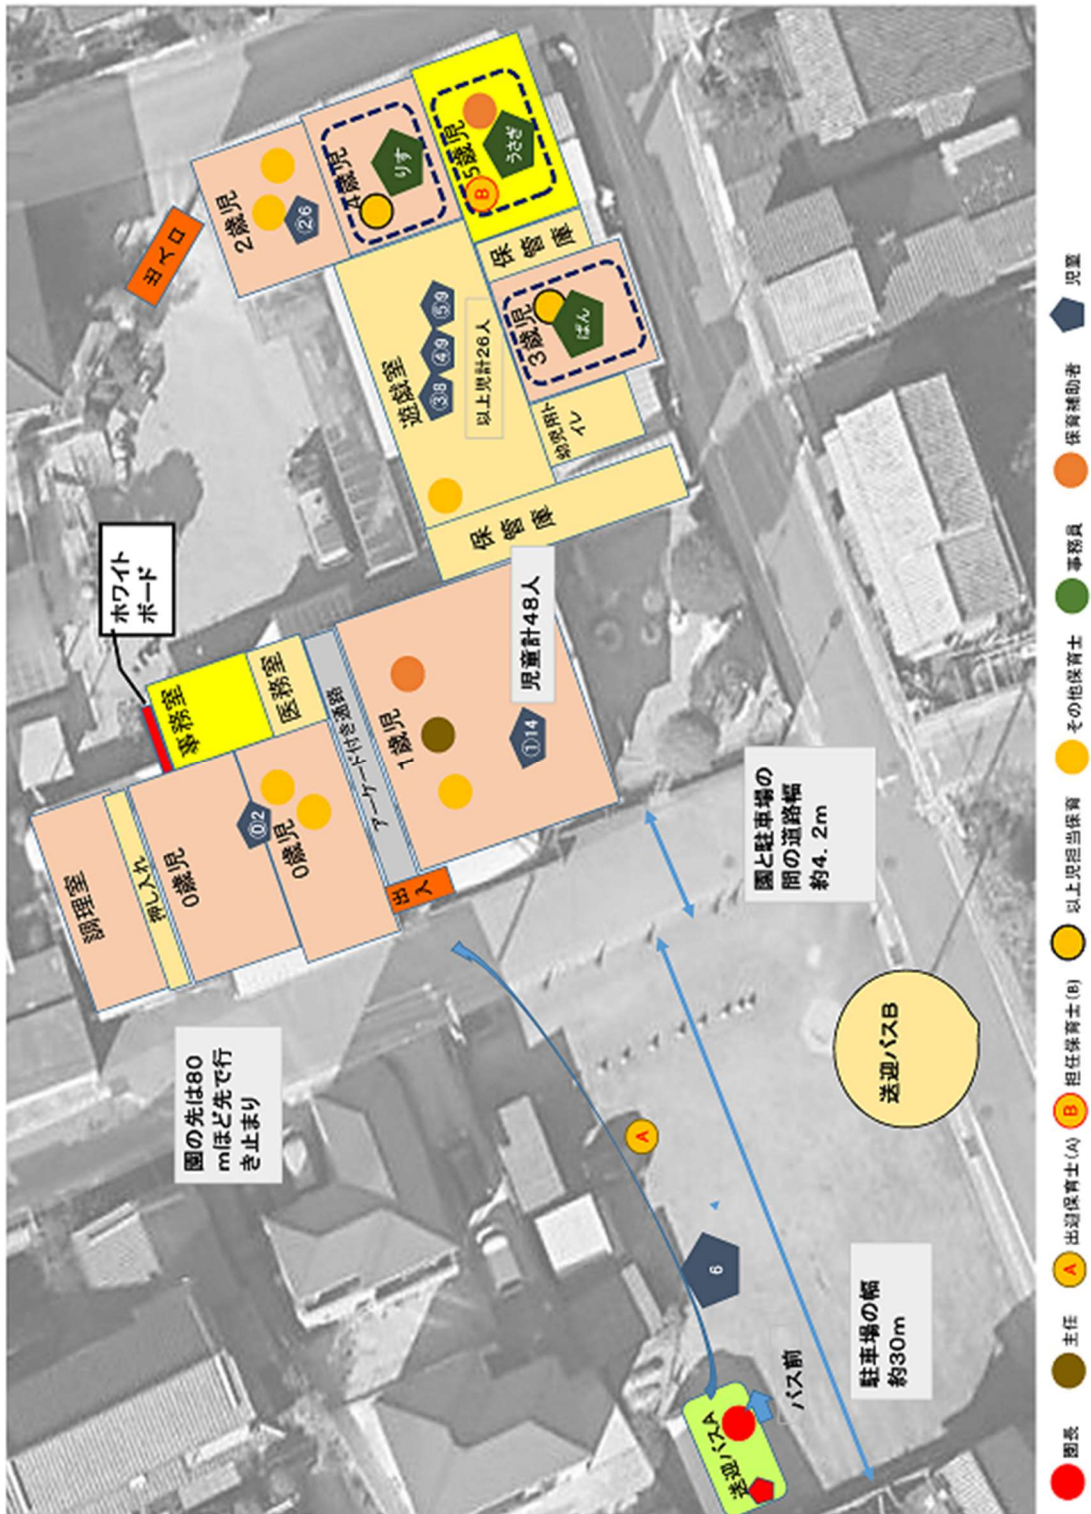 2歳児
②6
出入口
4歳児
りす
5歳児
B
うさぎ
遊戯室
③8
④9
⑤9
以上児計26人
保管庫
3歳児
ぱん
幼児用ト
イレ
保管庫
ホワイト
ボード
事務室
医務室
アーケード付き通路
1歳児
①14
児童計48人
調理室
押し入れ
0歳児
⓪2
0歳児
出
入
園の先は80
mほど先で行
き止まり
園と駐車場の
間の道路幅
約4.2m
A
6
送迎バスB
駐車場の幅
約30m
バス前
送迎バスA
園長
主任
A
出迎保育士(A)
B
担任保育士(B)
以上児担当保育
その他保育士
事務員
保育補助者
児童